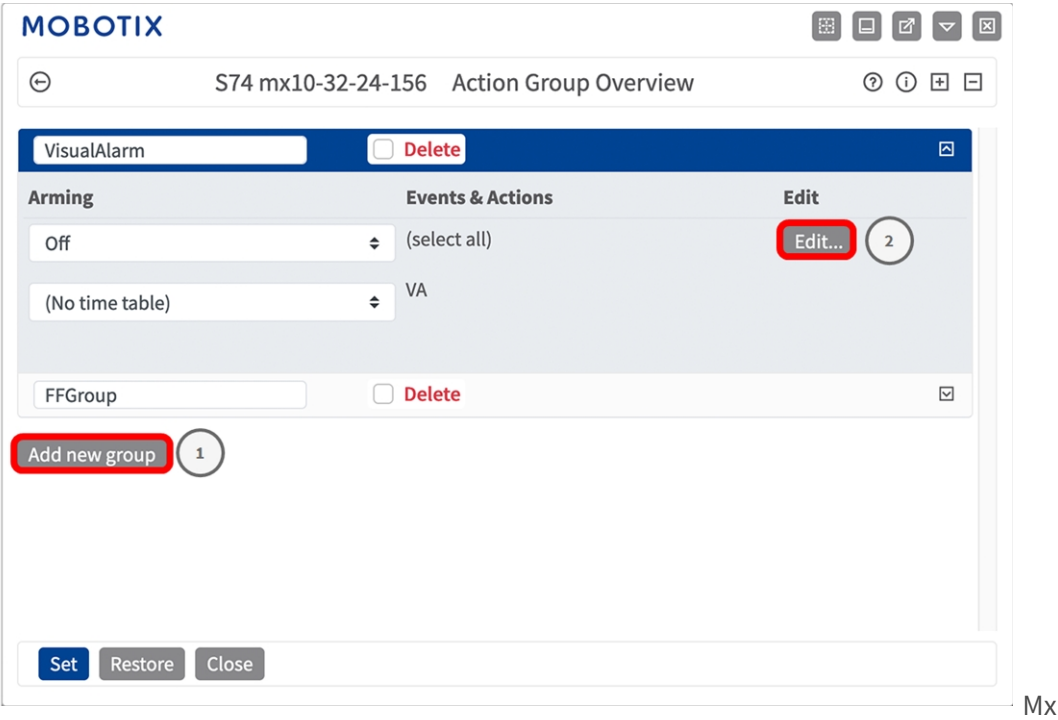 MOBOTIX
S74 mx10-32-24-156 Action Group Overview
VisualAlarm Delete
Arming Events & Actions Edit
Off (select all) Edit... 2
(No time table) VA
FFGroup Delete
Add new group 1
Set Restore Close
Mx